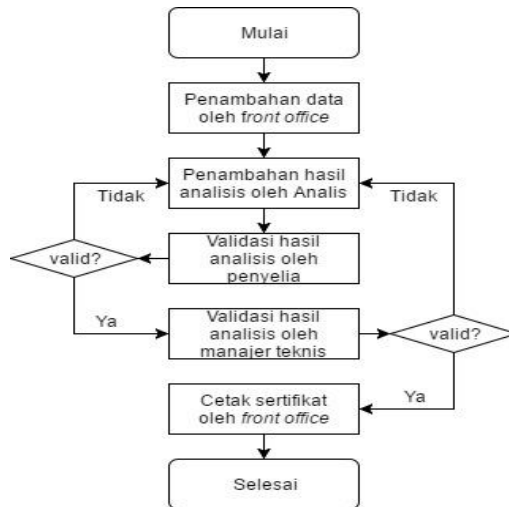 Mulai
Penambahan data
oleh front office
Penambahan hasil
analisis oleh Analis
Tidak
Tidak
Validasi hasil
analisis oleh
penyelia
valid?
Ya
Validasi hasil
analisis oleh
manajer teknis
valid?
Ya
Cetak sertifikat
oleh front office
Selesai